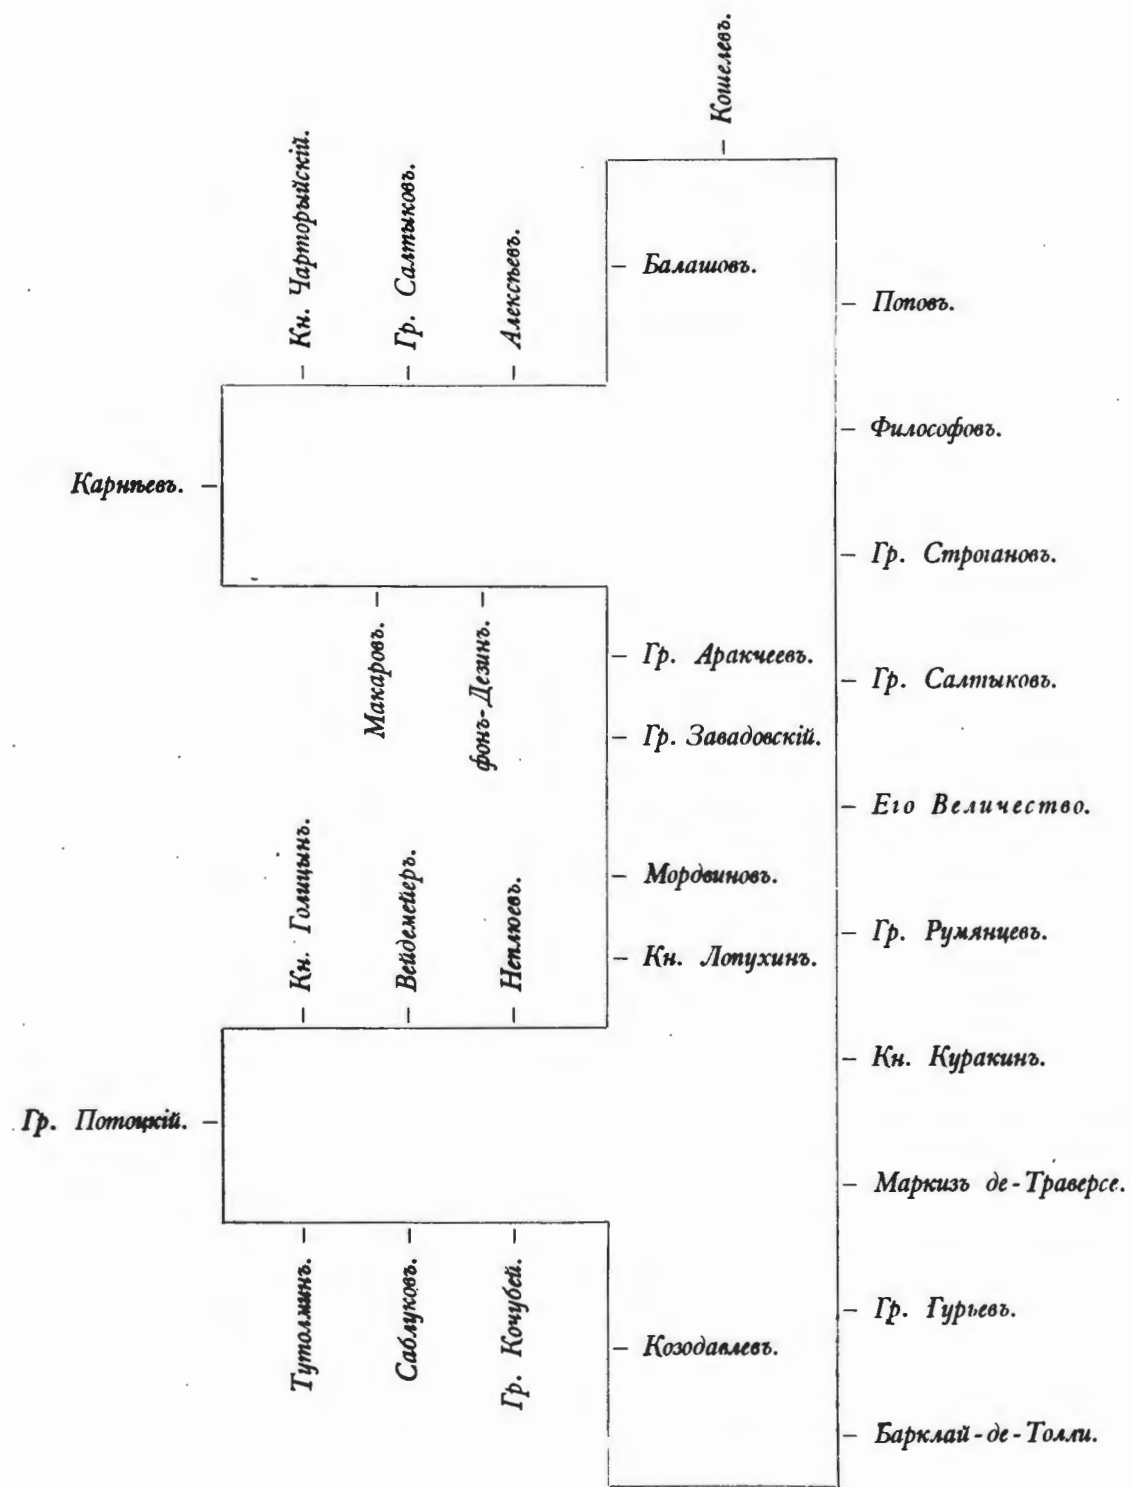 Кошелевъ.
Кн. Чарторыйскій.
Гр. Салтыковъ.
Алексѣевъ.
Балашовъ.
Поповъ.
Философовъ.
Карнѣевъ.
Гр. Строгановъ.
Макаровъ.
фонъ-Дезинъ.
Гр. Аракчеевъ.
Гр. Салтыковъ.
Гр. Завадовскій.
Его Величество.
Кн. Голицынъ.
Вейдемейеръ.
Неплюевъ.
Мордвиновъ.
Гр. Румянцевъ.
Кн. Лопухинъ.
Кн. Куракинъ.
Гр. Потоцкій.
Маркизъ де-Траверсе.
Тутолминъ.
Саблуковъ.
Гр. Кочубей.
Гр. Гурьевъ.
Козодавлевъ.
Барклай-де-Толли.